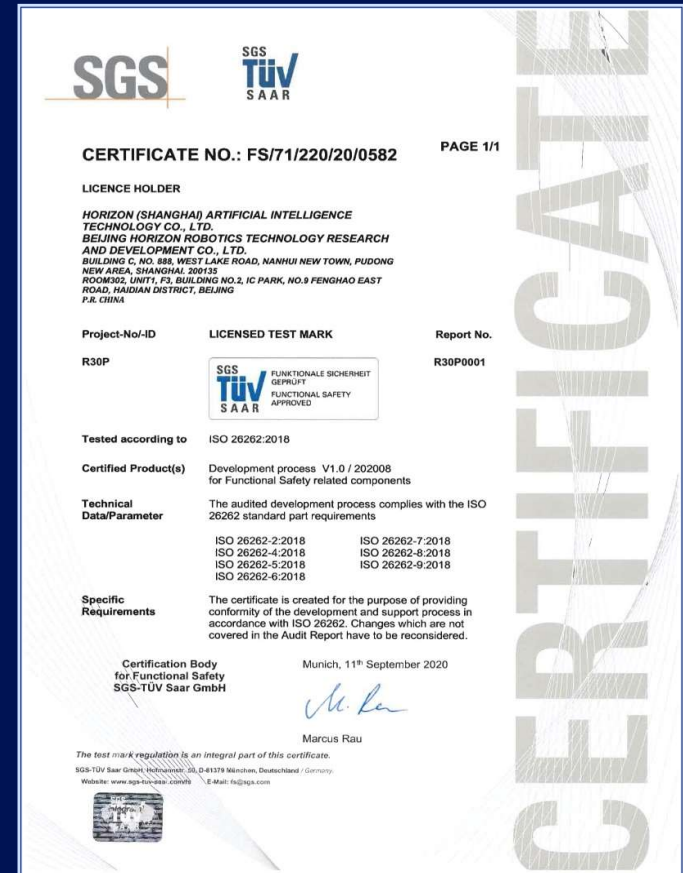 SGS
SGS
TÜV
SAAR
CERTIFICATE NO.: FS/71/220/20/0582
PAGE 1/1
LICENCE HOLDER
HORIZON (SHANGHAI) ARTIFICIAL INTELLIGENCE
TECHNOLOGY CO., LTD.
BEIJING HORIZON ROBOTICS TECHNOLOGY RESEARCH
AND DEVELOPMENT CO., LTD.
BUILDING C, NO. 888, WEST LAKE ROAD, NANHUI NEW TOWN, PUDONG
NEW AREA, SHANGHAI. 200135
ROOM302, UNIT1, F3, BUILDING NO.2, IC PARK, NO.9 FENGHAO EAST
ROAD, HAIDIAN DISTRICT, BEIJING
P.R. CHINA
Project-No/-ID LICENSED TEST MARK Report No.
R30P R30P0001
SGS
TÜV
SAAR
FUNKTIONALE SICHERHEIT
GEPRÜFT
FUNCTIONAL SAFETY
APPROVED
Tested according to ISO 26262:2018
Certified Product(s) Development process V1.0 / 202008
for Functional Safety related components
Technical The audited development process complies with the ISO
Data/Parameter 26262 standard part requirements
ISO 26262-2:2018 ISO 26262-7:2018
ISO 26262-4:2018 ISO 26262-8:2018
ISO 26262-5:2018 ISO 26262-9:2018
ISO 26262-6:2018
Specific The certificate is created for the purpose of providing
Requirements conformity of the development and support process in
accordance with ISO 26262. Changes which are not
covered in the Audit Report have to be reconsidered.
Certification Body Munich, 11th September 2020
for Functional Safety
SGS-TÜV Saar GmbH
Marcus Rau
The test mark regulation is an integral part of this certificate.
SGS-TÜV Saar GmbH, Hofmannstr. 50, D-81379 München, Deutschland / Germany.
Website: www.sgs-tuev-saar.com/fs E-Mail: fs@sgs.com
CERTIFICATE